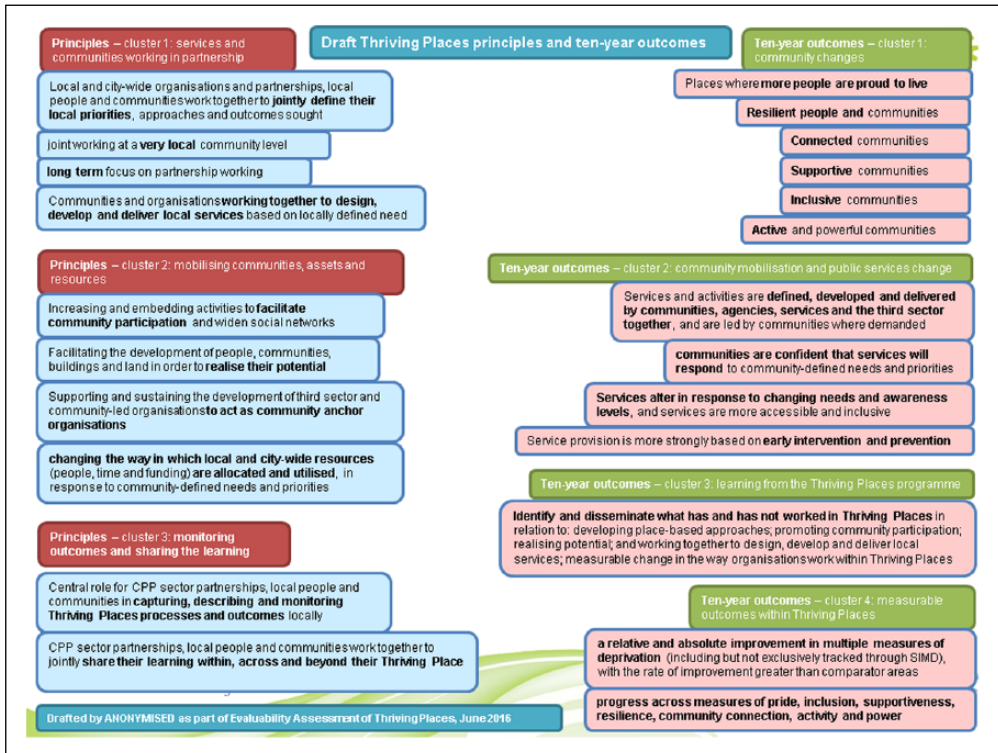 Draft Thriving Places principles and ten-year outcomes
Principles – cluster 1: services and
communities working in partnership
Local and city-wide organisations and partnerships, local
people and communities work together to jointly define their
local priorities, approaches and outcomes sought
joint working at a very local community level
long term focus on partnership working
Communities and organisations working together to design,
develop and deliver local services based on locally defined need
Principles – cluster 2: mobilising communities, assets and
resources
Increasing and embedding activities to facilitate
community participation and widen social networks
Facilitating the development of people, communities,
buildings and land in order to realise their potential
Supporting and sustaining the development of third sector and
community-led organisations to act as community anchor
organisations
changing the way in which local and city-wide resources
(people, time and funding) are allocated and utilised, in
response to community-defined needs and priorities
Principles – cluster 3: monitoring
outcomes and sharing the learning
Central role for CPP sector partnerships, local people and
communities in capturing, describing and monitoring
Thriving Places processes and outcomes locally
CPP sector partnerships, local people and communities work together to
jointly share their learning within, across and beyond their Thriving Place
Drafted by ANONYMISED as part of Evaluability Assessment of Thriving Places, June 2016
Ten-year outcomes – cluster 1:
community changes
Places where more people are proud to live
Resilient people and communities
Connected communities
Supportive communities
Inclusive communities
Active and powerful communities
Ten-year outcomes – cluster 2: community mobilisation and public services change
Services and activities are defined, developed and delivered
by communities, agencies, services and the third sector
together, and are led by communities where demanded
communities are confident that services will
respond to community-defined needs and priorities
Services alter in response to changing needs and awareness
levels, and services are more accessible and inclusive
Service provision is more strongly based on early intervention and prevention
Ten-year outcomes – cluster 3: learning from the Thriving Places programme
Identify and disseminate what has and has not worked in Thriving Places in
relation to: developing place-based approaches; promoting community participation;
realising potential; and working together to design, develop and deliver local
services; measurable change in the way organisations work within Thriving Places
Ten-year outcomes – cluster 4: measurable
outcomes within Thriving Places
a relative and absolute improvement in multiple measures of
deprivation (including but not exclusively tracked through SIMD),
with the rate of improvement greater than comparator areas
progress across measures of pride, inclusion, supportiveness,
resilience, community connection, activity and power